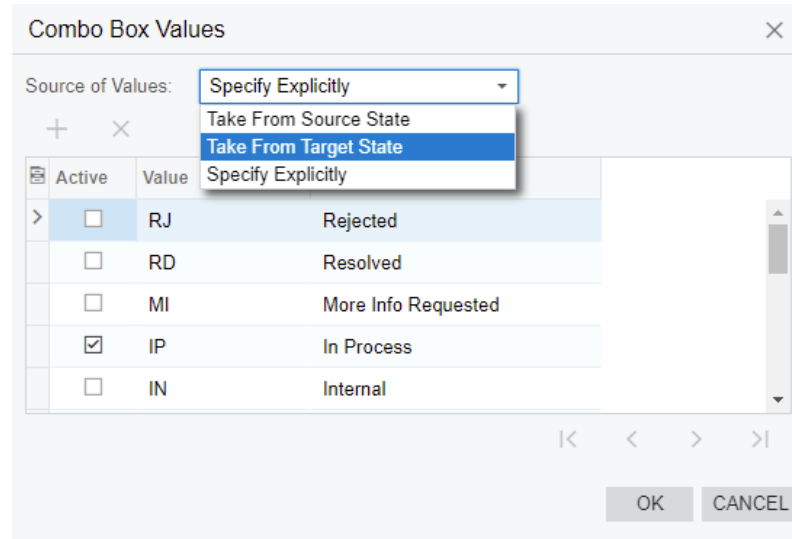 Combo Box Values
Source of Values: Specify Explicitly
Take From Source State
Take From Target State
Specify Explicitly
Active Value
RJ Rejected
RD Resolved
MI More Info Requested
IP In Process
IN Internal
OK CANCEL